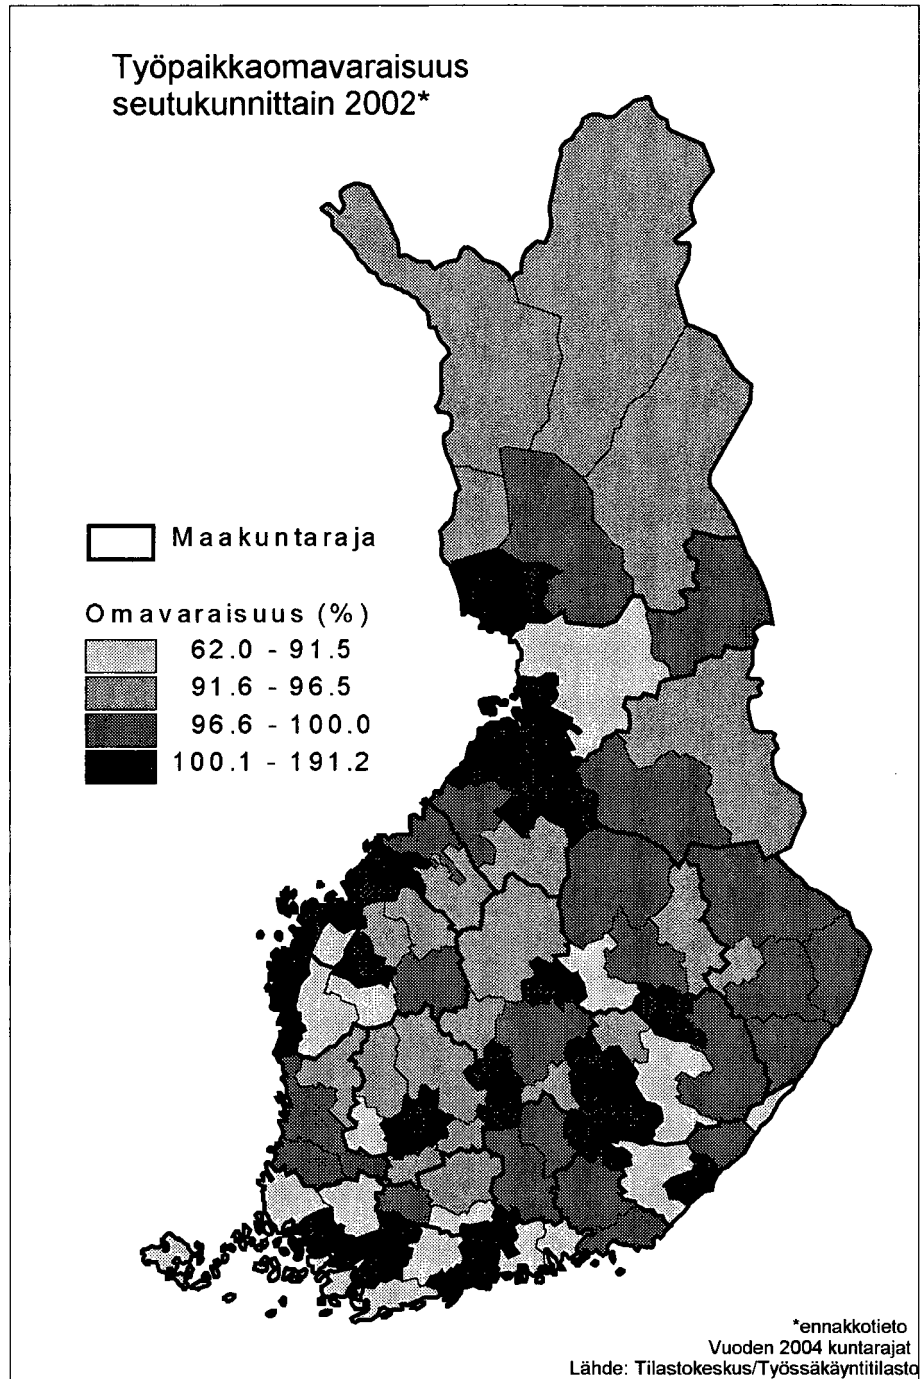 Työpaikkaomavaraisuus
seutukunnittain 2002*
Maakuntaraja
Omavaraisuus (%)
62.0 - 91.5
91.6 - 96.5
96.6 - 100.0
100.1 - 191.2
*ennakkotieto
Vuoden 2004 kuntarajat
Lähde: Tilastokeskus/Työssäkäyntitilasto